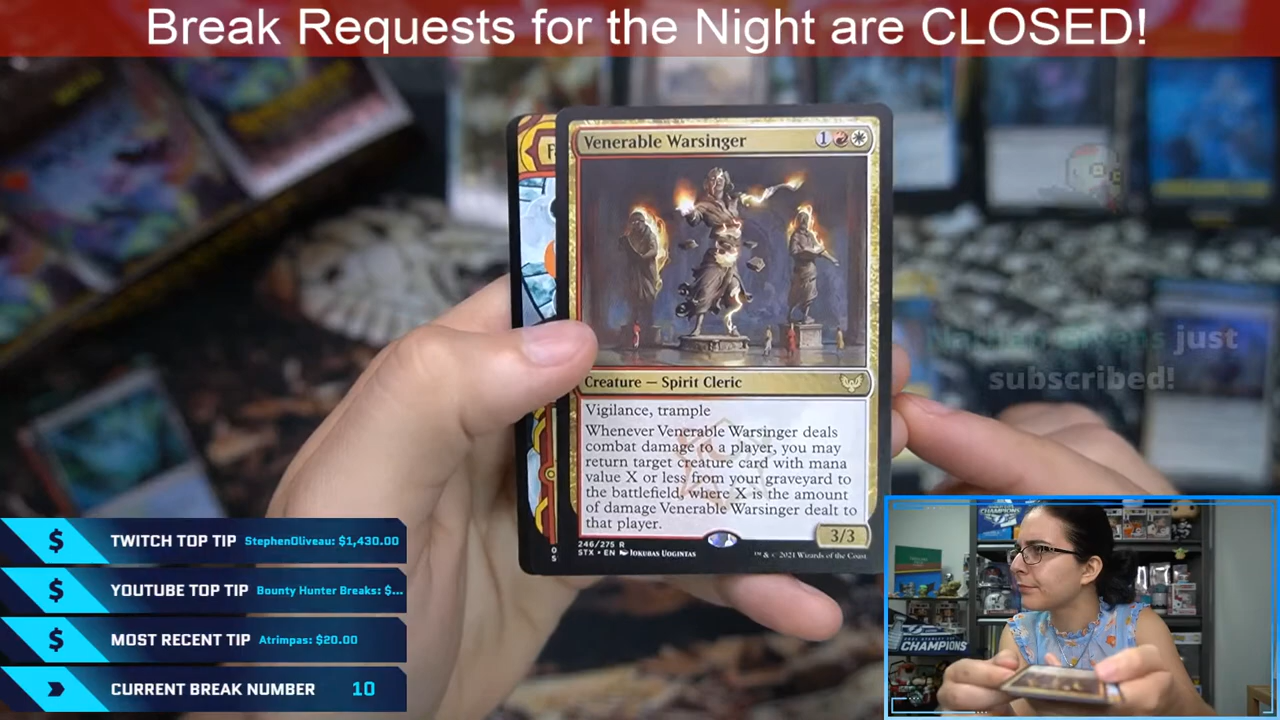 Break Requests for the Night are CLOSED!
Venerable Warsinger
1
Creature — Spirit Cleric
Vigilance, trample
Whenever Venerable Warsinger deals
combat damage to a player, you may
return target creature card with mana
value X or less from your graveyard to
the battlefield, where X is the amount
of damage Venerable Warsinger dealt to
that player.
3/3
246/275 R
STX • EN
™ & © 2021 Wizards of the Coast
just
subscribed!
TWITCH TOP TIP StephenOliveau: $1,430.00
YOUTUBE TOP TIP Bounty Hunter Breaks: $...
MOST RECENT TIP Atrimpas: $20.00
CURRENT BREAK NUMBER 10
CHAMPIONS
CHAMPIONS